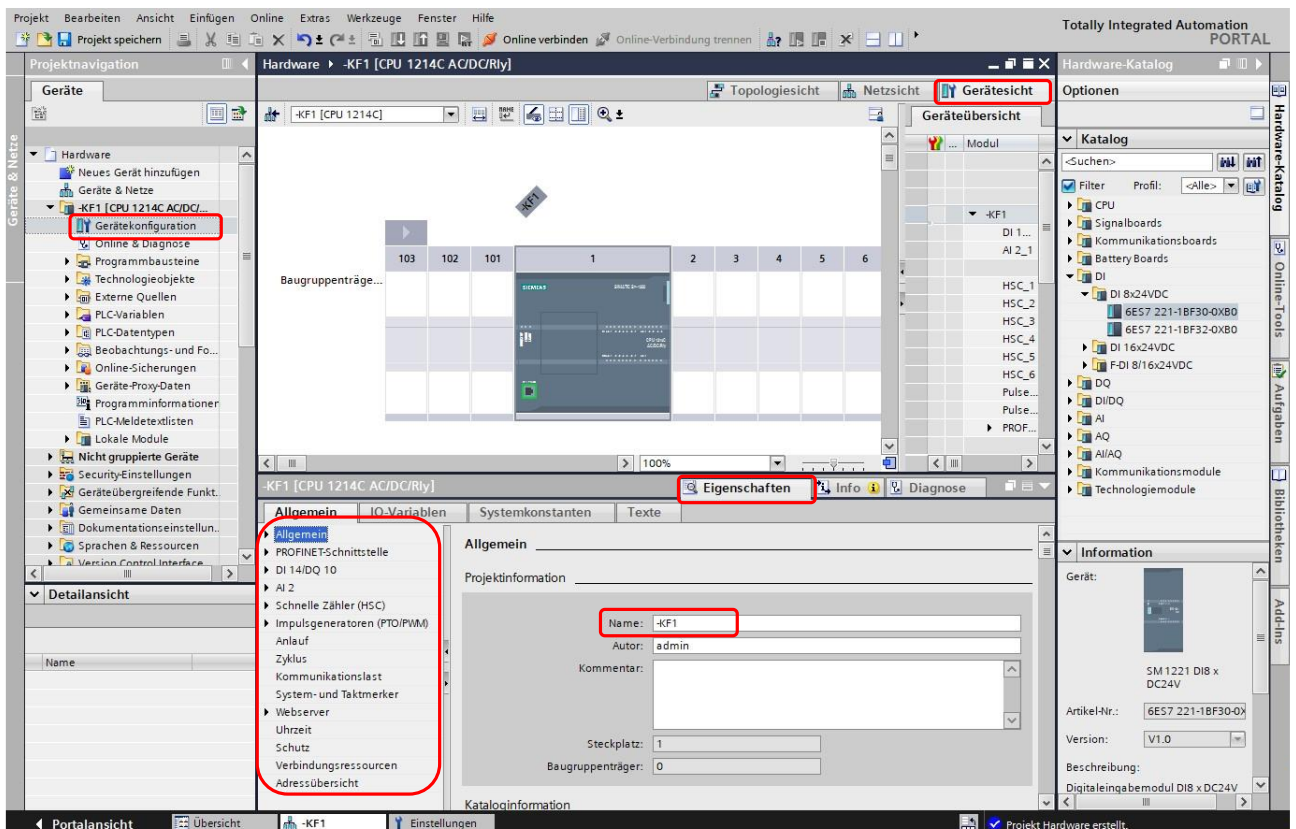 Projekt Bearbeiten Ansicht Einfügen Online Extras Werkzeuge Fenster Hilfe
Projekt speichern
Online verbinden
Online-Verbindung trennen
Totally Integrated Automation
PORTAL
Projektnavigation
Geräte
Geräte & Netze
Hardware
Neues Gerät hinzufügen
Geräte & Netze
-KF1 [CPU 1214C AC/DC/...
Gerätekonfiguration
Online & Diagnose
Programmbausteine
Technologieobjekte
Externe Quellen
PLC-Variablen
PLC-Datentypen
Beobachtungs- und Fo...
Online-Sicherungen
Geräte-Proxy-Daten
Programminformationen
PLC-Meldetextlisten
Lokale Module
Nicht gruppierte Geräte
Security-Einstellungen
Geräteübergreifende Funkt..
Gemeinsame Daten
Dokumentationseinstellun..
Sprachen & Ressourcen
Version Control Interface
Detailansicht
Name
Hardware ▸ -KF1 [CPU 1214C AC/DC/Rly]
Topologiesicht
Netzsicht
Gerätesicht
-KF1 [CPU 1214C]
-KF1
103 102 101 1 2 3 4 5 6
Baugruppenträge...
SIEMENS
100%
Geräteübersicht
... Modul
-KF1
DI 1...
AI 2_1
HSC_1
HSC_2
HSC_3
HSC_4
HSC_5
HSC_6
Pulse...
Pulse...
PROF...
-KF1 [CPU 1214C AC/DC/Rly]
Eigenschaften
Info
Diagnose
Allgemein
IO-Variablen
Systemkonstanten
Texte
Allgemein
PROFINET-Schnittstelle
DI 14/DQ 10
AI 2
Schnelle Zähler (HSC)
Impulsgeneratoren (PTO/PWM)
Anlauf
Zyklus
Kommunikationslast
System- und Taktmerker
Webserver
Uhrzeit
Schutz
Verbindungsressourcen
Adressübersicht
Allgemein
Projektinformation
Name: -KF1
Autor: admin
Kommentar:
Steckplatz: 1
Baugruppenträger: 0
Kataloginformation
Hardware-Katalog
Optionen
Katalog
<Suchen>
Filter
Profil: <Alle>
CPU
Signalboards
Kommunikationsboards
Battery Boards
DI
DI 8x24VDC
6ES7 221-1BF30-0XB0
6ES7 221-1BF32-0XB0
DI 16x24VDC
F-DI 8/16x24VDC
DQ
DI/DQ
AI
AQ
AI/AQ
Kommunikationsmodule
Technologiemodule
Information
Gerät:
SM 1221 DI8 x
DC24V
Artikel-Nr.: 6ES7 221-1BF30-0X
Version: V1.0
Beschreibung:
Digitaleingabemodul DI8 x DC24V
Hardware-Katalog
Online-Tools
Aufgaben
Bibliotheken
Add-Ins
Portalansicht
Übersicht
-KF1
Einstellungen
Projekt Hardware erstellt.